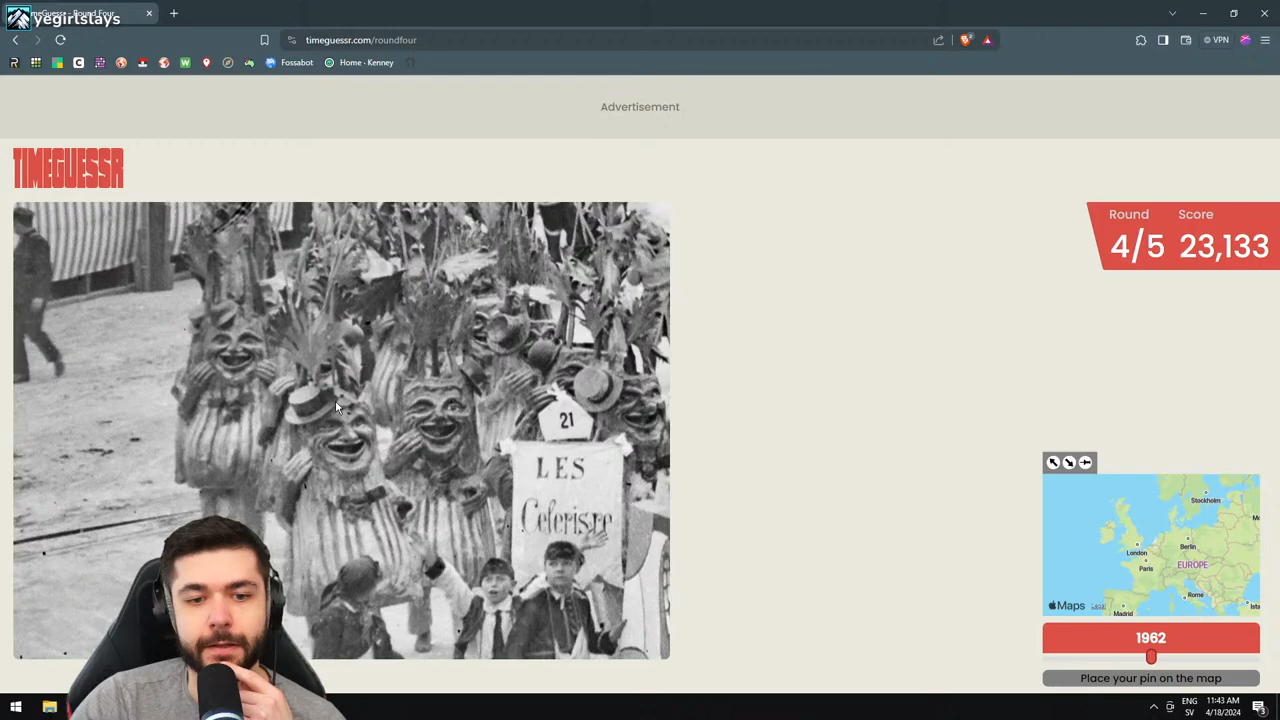 yegirlslays
timeguessr.com/roundfour
VPN
Fossabot
Home · Kenney
Advertisement
TIMEGUESSR
Round
Score
4/5
23,133
21
LES
Stockholm
London
Berlin
Paris
EUROPE
Rome
Madrid
Maps
1962
Place your pin on the map
ENG
SV
11:43 AM
4/18/2024